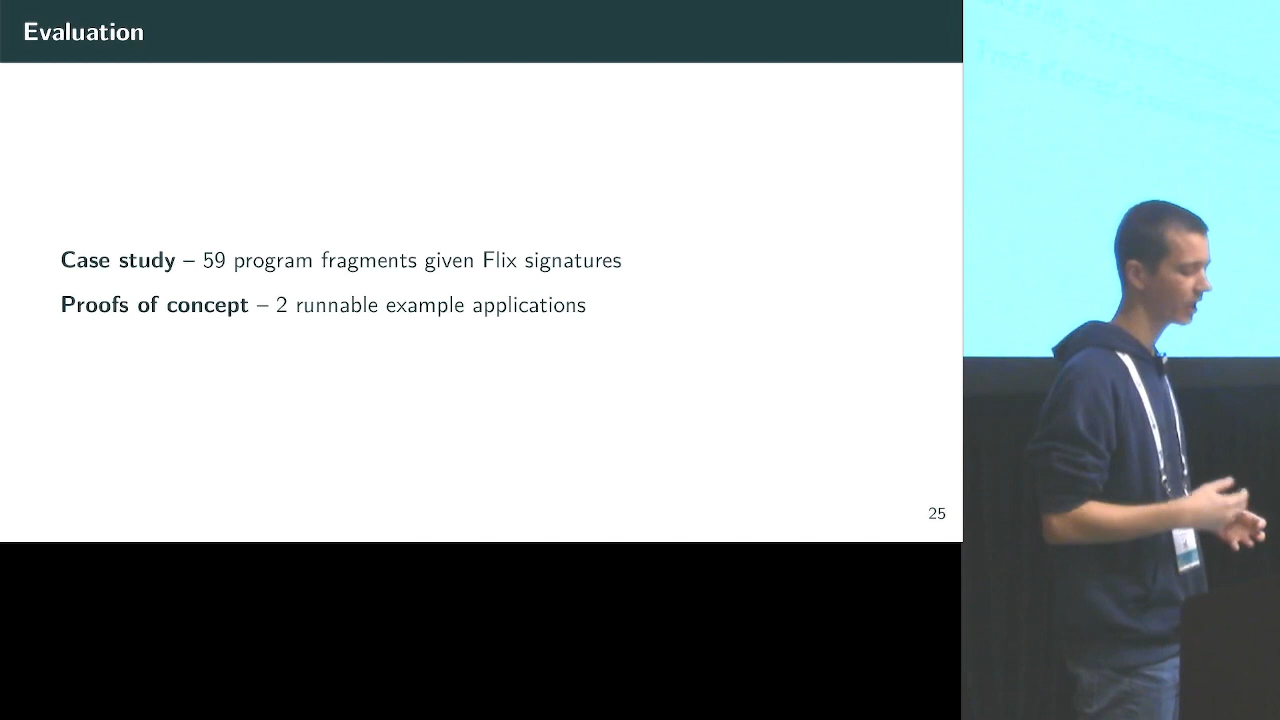 Evaluation
Case study – 59 program fragments given Flix signatures
Proofs of concept – 2 runnable example applications
25